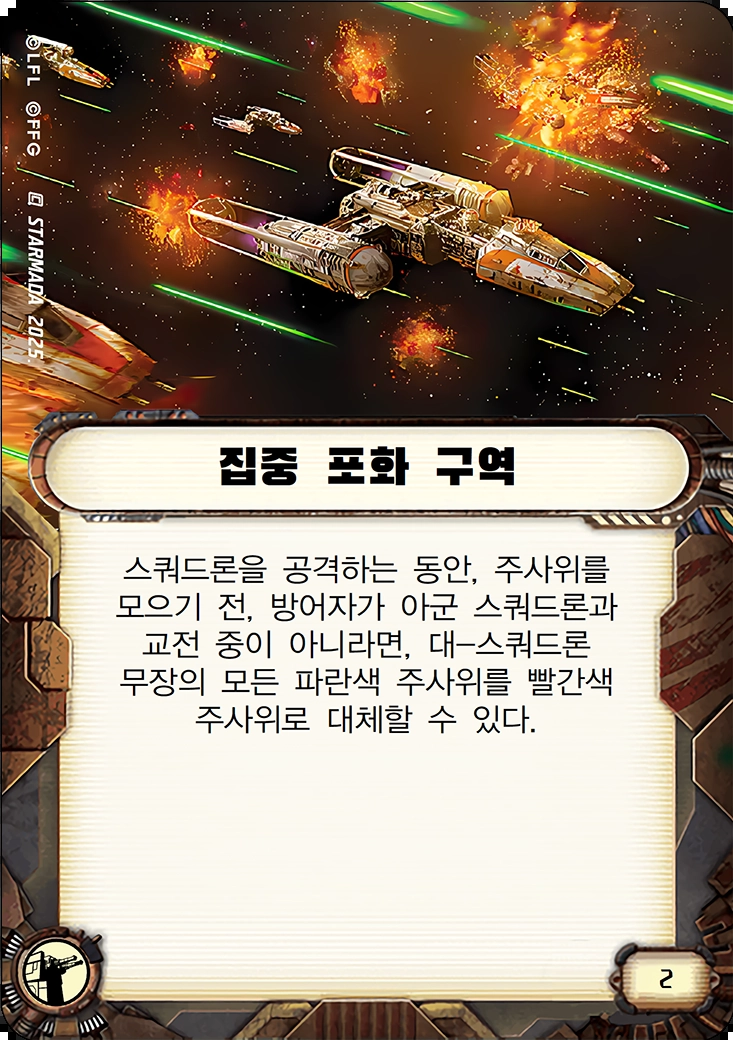 ©LFL ©FFG 🄫 STARMADA 2025.
집중 포화 구역
스쿼드론을 공격하는 동안, 주사위를
모으기 전, 방어자가 아군 스쿼드론과
교전 중이 아니라면, 대-스쿼드론
무장의 모든 파란색 주사위를 빨간색
주사위로 대체할 수 있다.
2